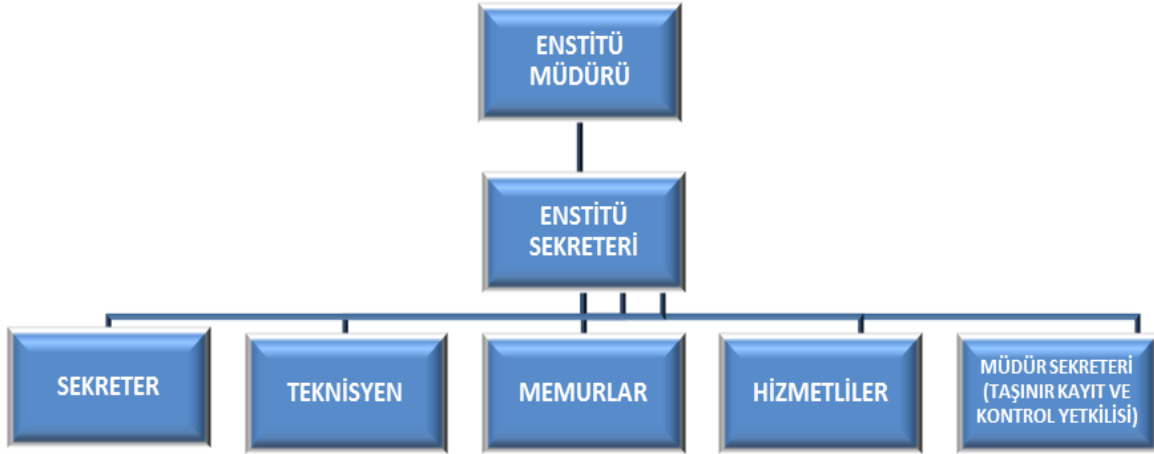 ENSTİTÜ
MÜDÜRÜ
ENSTİTÜ
SEKRETERİ
SEKRETER
TEKNİSYEN
MEMURLAR
HİZMETLİLER
MÜDÜR SEKRETERİ
(TAŞINIR KAYIT VE
KONTROL YETKİLİSİ)